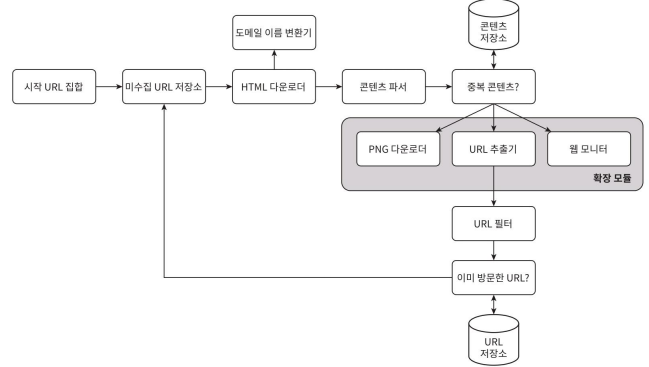 도메일 이름 변환기
콘텐츠
저장소
시작 URL 집합
미수집 URL 저장소
HTML 다운로더
콘텐츠 파서
중복 콘텐츠?
PNG 다운로더
URL 추출기
웹 모니터
확장 모듈
URL 필터
이미 방문한 URL?
URL
저장소